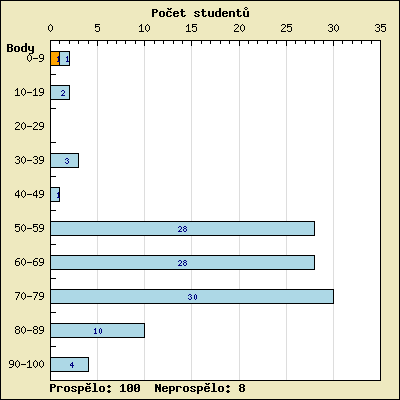 Počet studentů
0 5 10 15 20 25 30 35
Body
0-9 1 1
10-19 2
20-29
30-39 3
40-49 1
50-59 28
60-69 28
70-79 30
80-89 10
90-100 4
Prospělo: 100 Neprospělo: 8